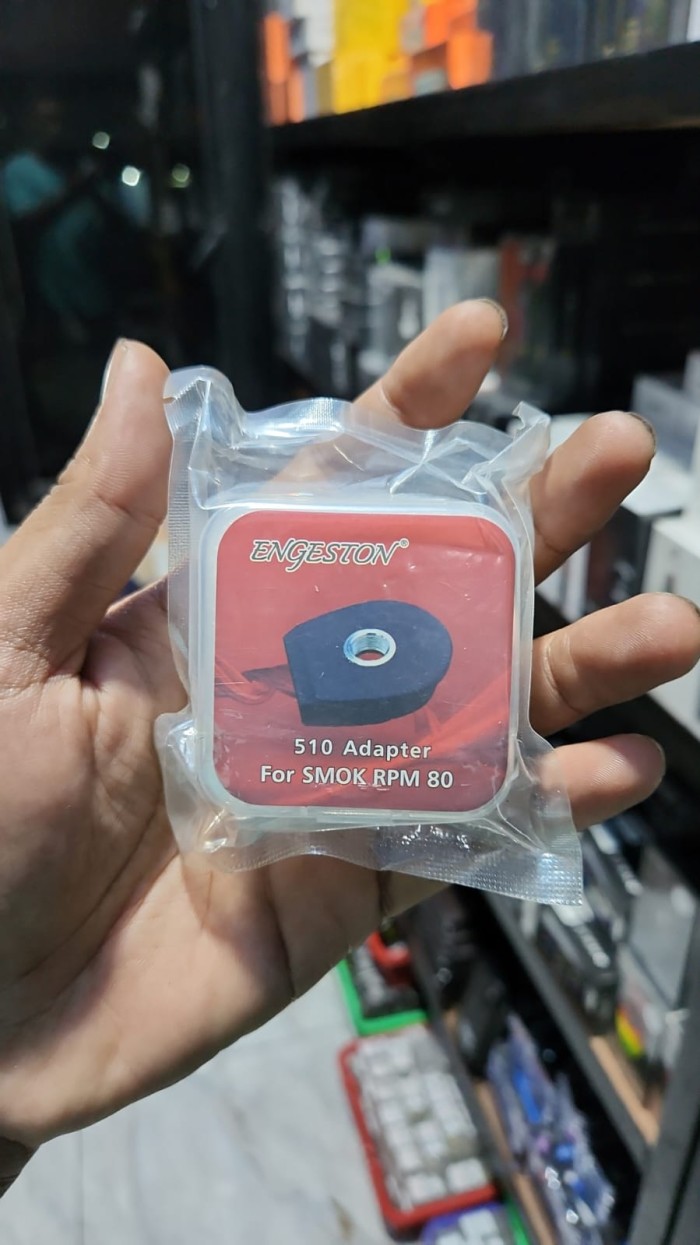 ENGESTON®
510 Adapter
For SMOK RPM 80